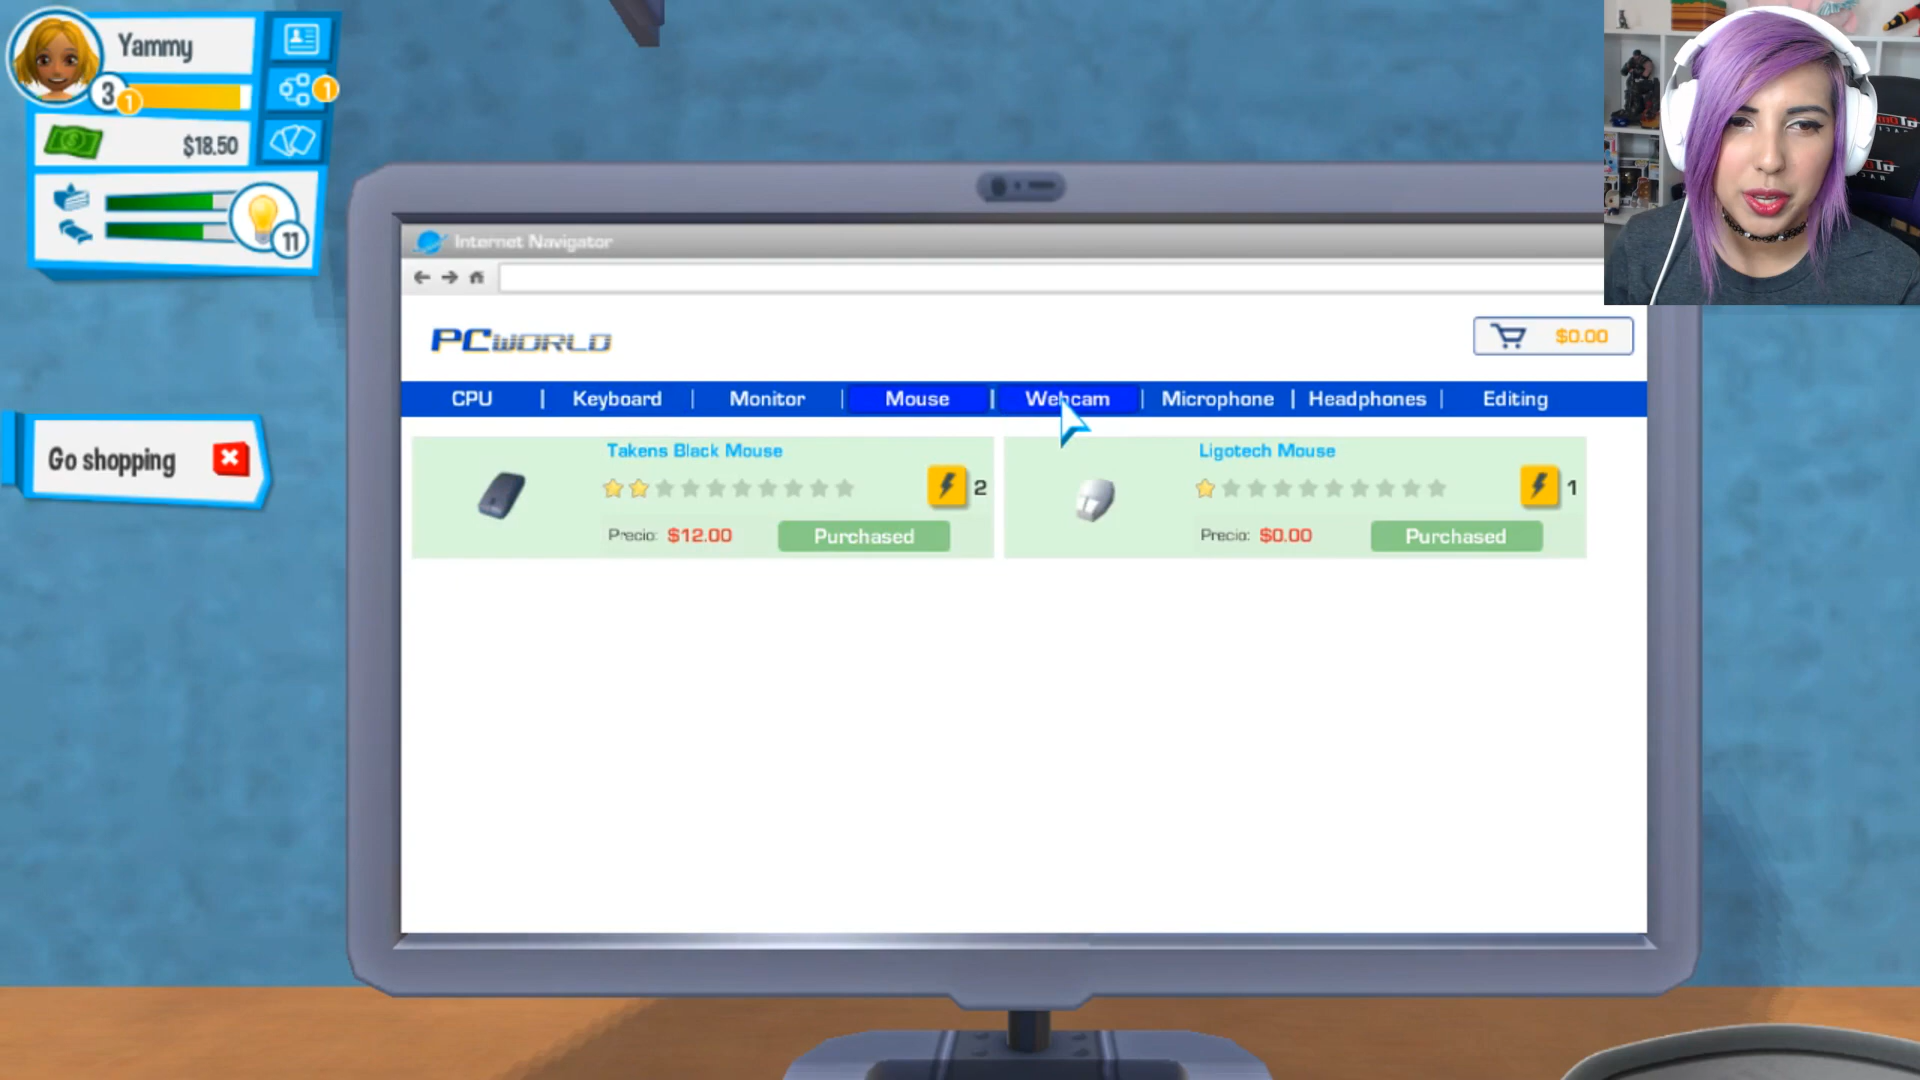 Yammy
3
1
1
$18.50
11
Go shopping
Internet Navigator
PCWORLD
$0.00
CPU | Keyboard | Monitor | Mouse | Webcam | Microphone | Headphones | Editing
Takens Black Mouse
2
Precio: $12.00
Purchased
Ligotech Mouse
1
Precio: $0.00
Purchased